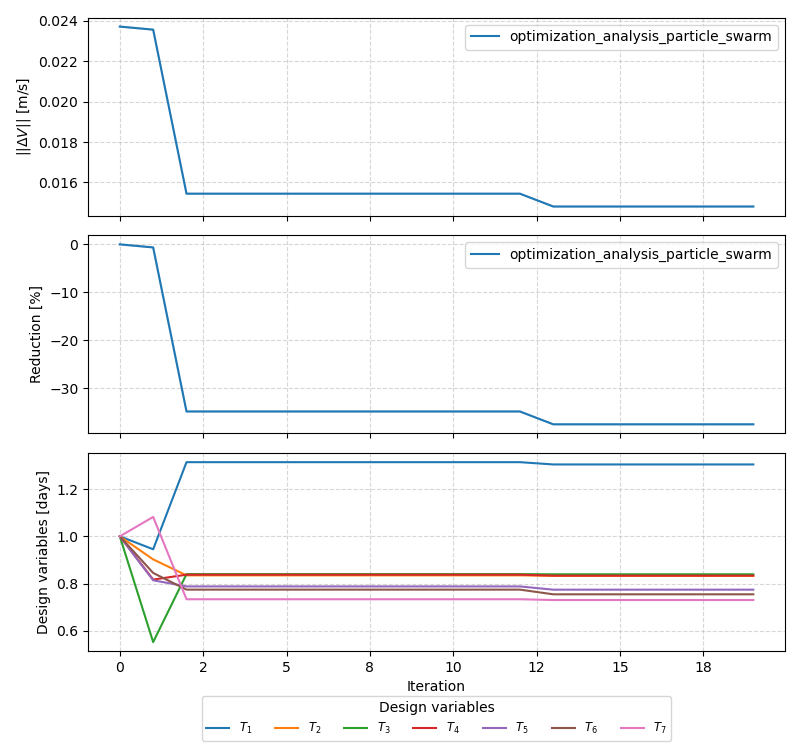 0.024
0.022
0.020
0.018
0.016
||ΔV|| [m/s]
optimization_analysis_particle_swarm
0
−10
−20
−30
Reduction [%]
optimization_analysis_particle_swarm
1.2
1.0
0.8
0.6
Design variables [days]
0 2 5 8 10 12 15 18
Iteration
Design variables
T1 T2 T3 T4 T5 T6 T7